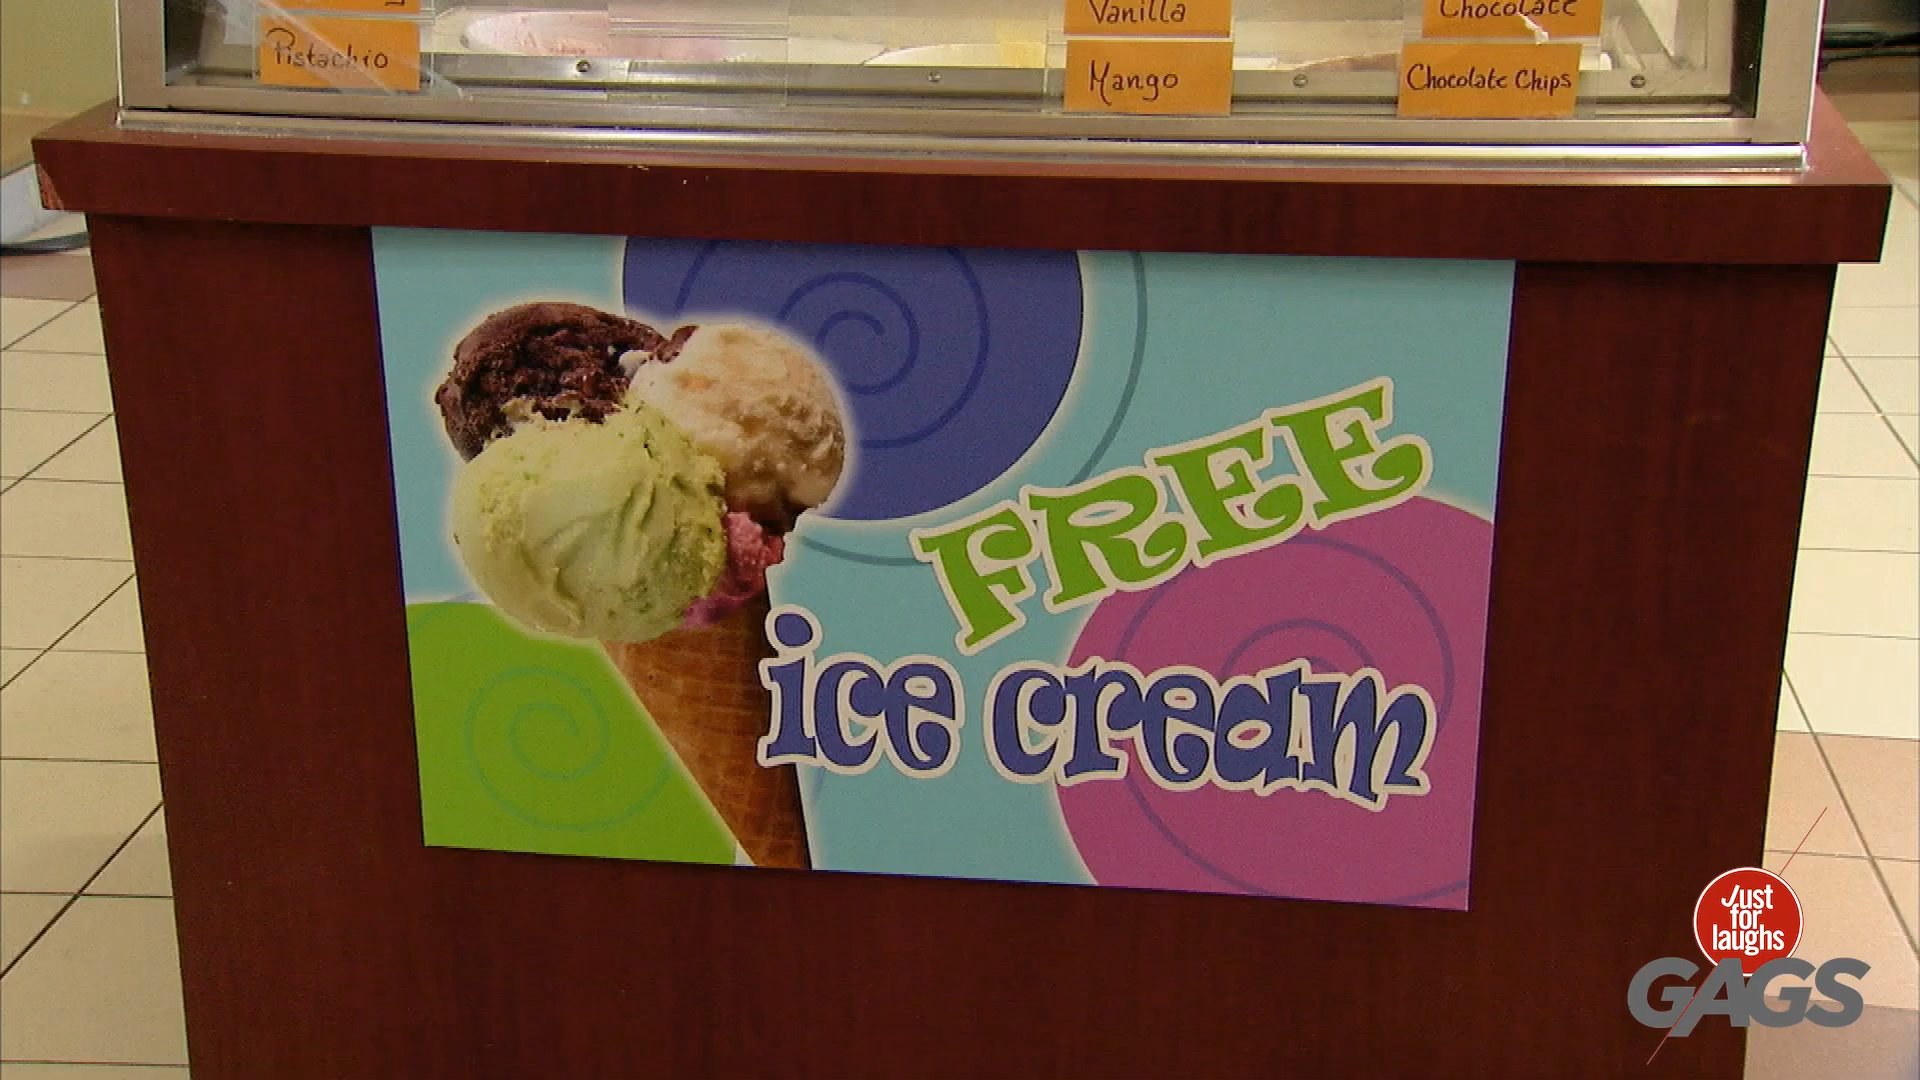 Vanilla
Chocolate
Pistachio
Mango
Chocolate Chips
FREE
ice cream
Just
for
laughs
GAGS